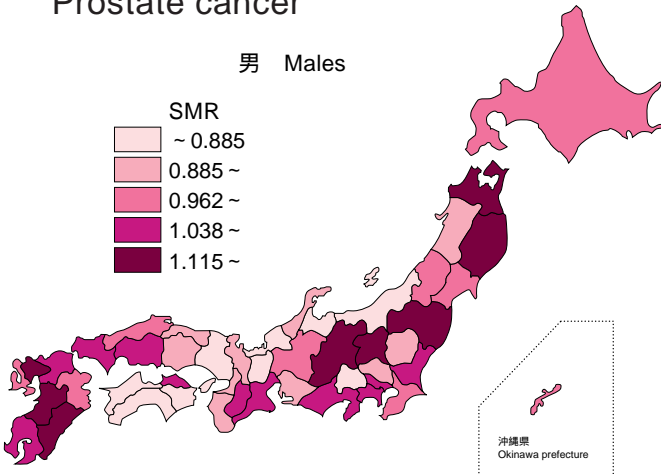 Prostate cancer
男 Males
SMR
~ 0.885
0.885 ~
0.962 ~
1.038 ~
1.115 ~
沖縄県
Okinawa prefecture